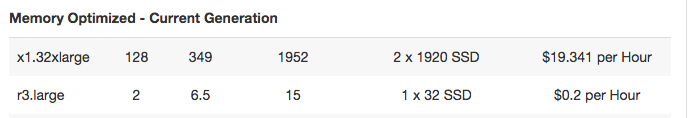 Memory Optimized - Current Generation
x1.32xlarge 128 349 1952 2 x 1920 SSD $19.341 per Hour
r3.large 2 6.5 15 1 x 32 SSD $0.2 per Hour